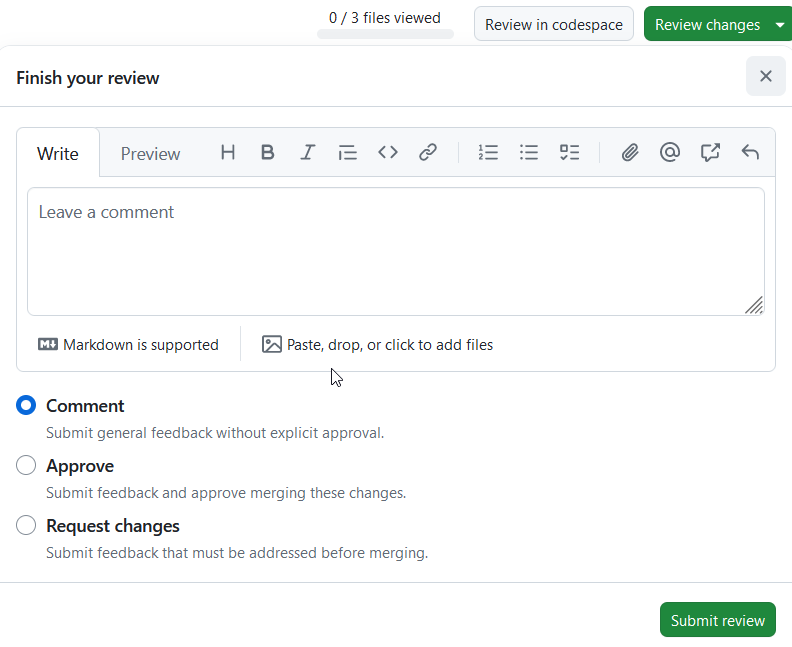 0 / 3 files viewed
Review in codespace
Review changes
Finish your review
Write
Preview
Leave a comment
Markdown is supported
Paste, drop, or click to add files
Comment
Submit general feedback without explicit approval.
Approve
Submit feedback and approve merging these changes.
Request changes
Submit feedback that must be addressed before merging.
Submit review